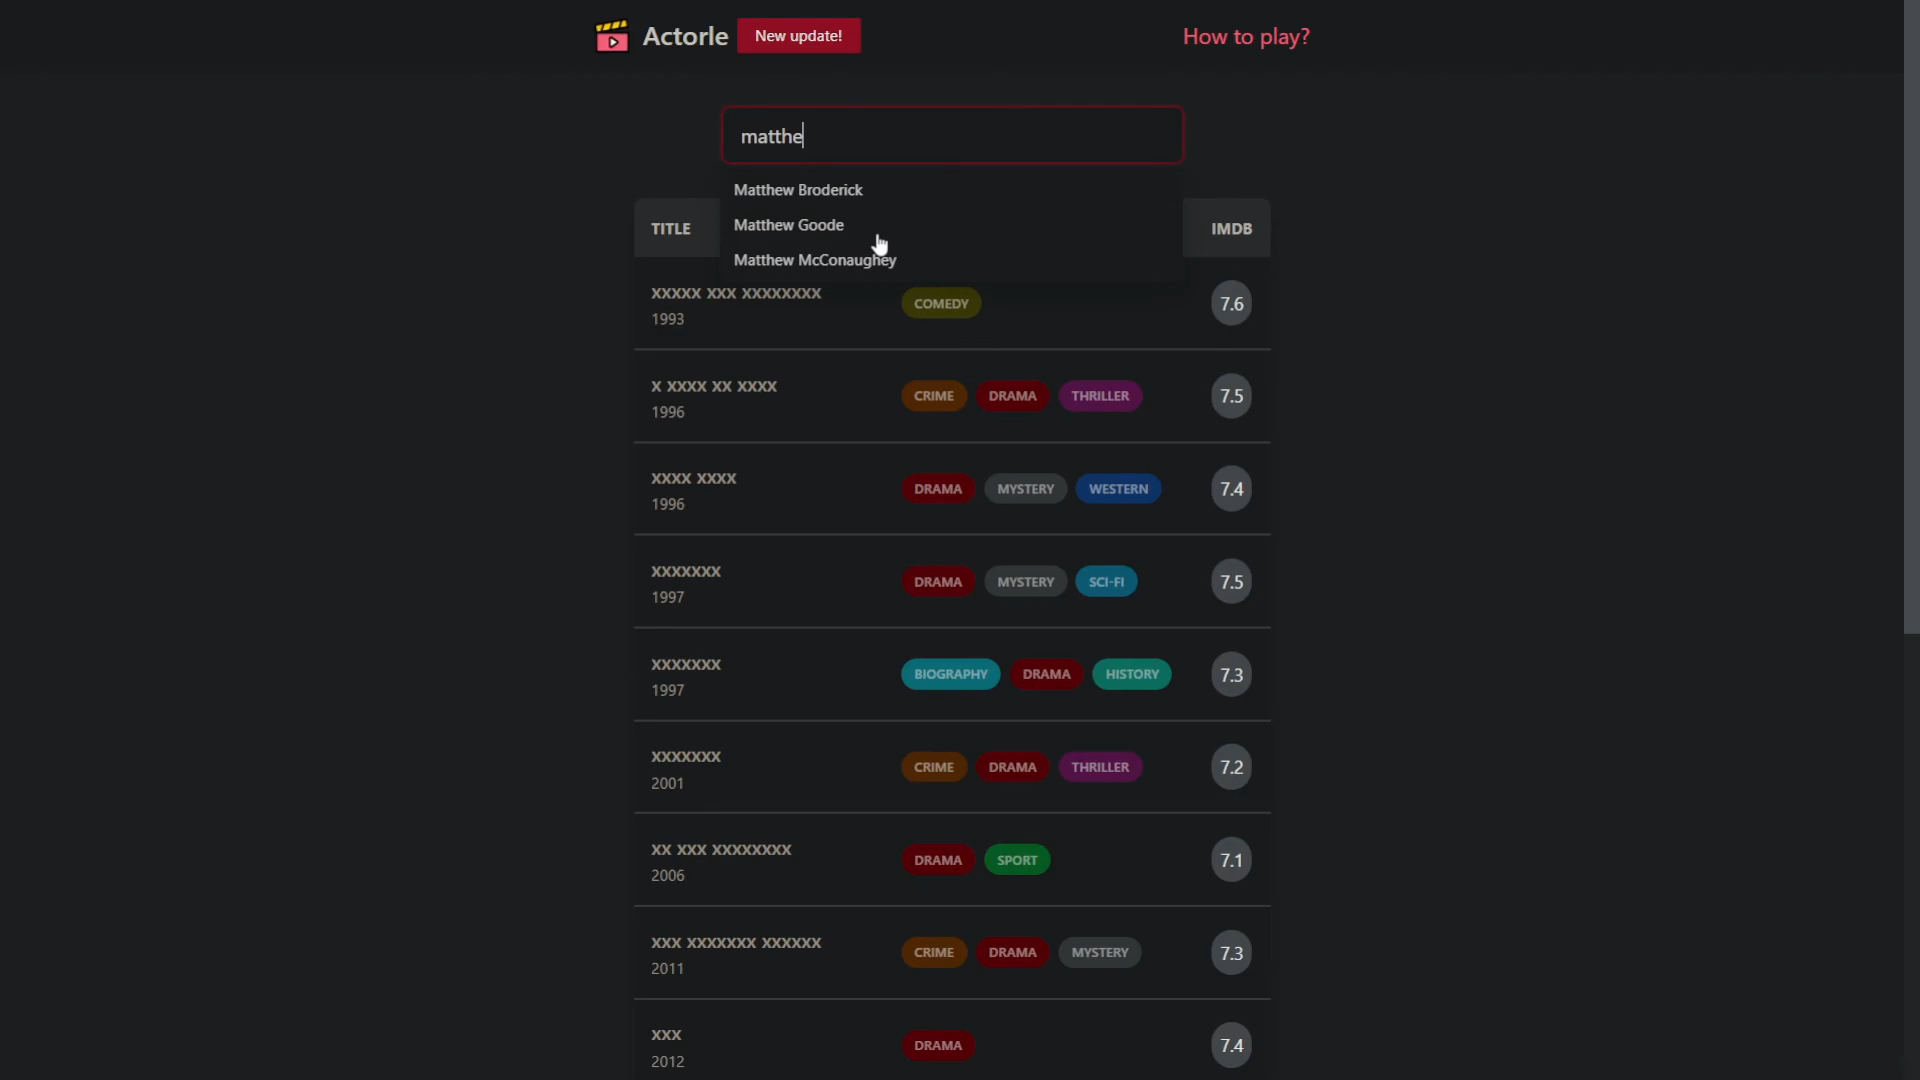 Actorle
New update!
How to play?
matthe
Matthew Broderick
Matthew Goode
Matthew McConaughey
TITLE
IMDB
XXXXX XXX XXXXXXXX
1993
COMEDY
7.6
X XXXX XX XXXX
1996
CRIME DRAMA THRILLER
7.5
XXXX XXXX
1996
DRAMA MYSTERY WESTERN
7.4
XXXXXXX
1997
DRAMA MYSTERY SCI-FI
7.5
XXXXXXX
1997
BIOGRAPHY DRAMA HISTORY
7.3
XXXXXXX
2001
CRIME DRAMA THRILLER
7.2
XX XXX XXXXXXXX
2006
DRAMA SPORT
7.1
XXX XXXXXXX XXXXXX
2011
CRIME DRAMA MYSTERY
7.3
XXX
2012
DRAMA
7.4